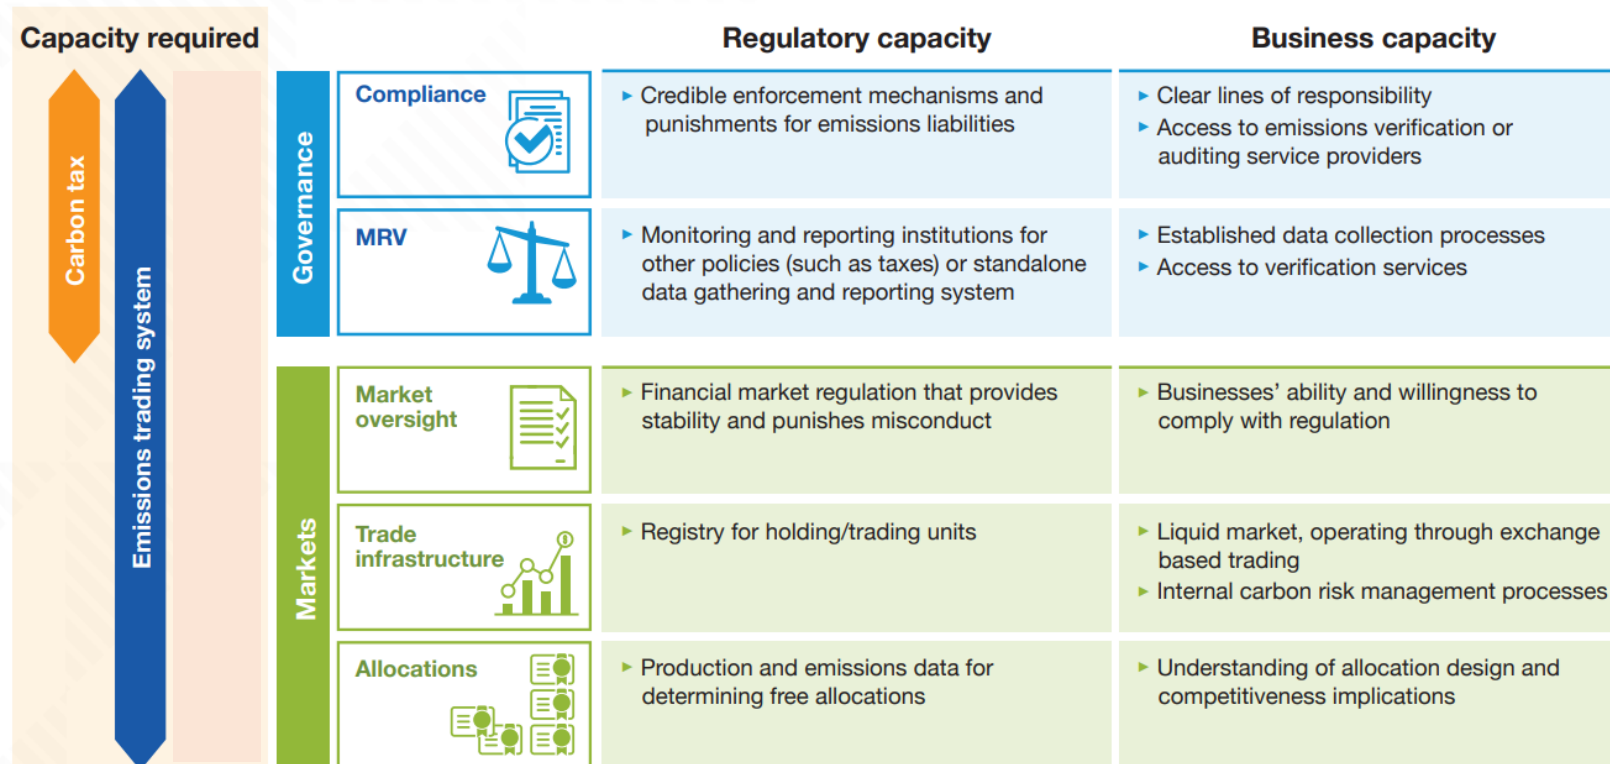 Capacity required
Regulatory capacity
Business capacity
Carbon tax
Emissions trading system
Governance
Compliance
▸ Credible enforcement mechanisms and
punishments for emissions liabilities
▸ Clear lines of responsibility
▸ Access to emissions verification or
auditing service providers
MRV
▸ Monitoring and reporting institutions for
other policies (such as taxes) or standalone
data gathering and reporting system
▸ Established data collection processes
▸ Access to verification services
Markets
Market
oversight
▸ Financial market regulation that provides
stability and punishes misconduct
▸ Businesses’ ability and willingness to
comply with regulation
Trade
infrastructure
▸ Registry for holding/trading units
▸ Liquid market, operating through exchange
based trading
▸ Internal carbon risk management processes
Allocations
▸ Production and emissions data for
determining free allocations
▸ Understanding of allocation design and
competitiveness implications